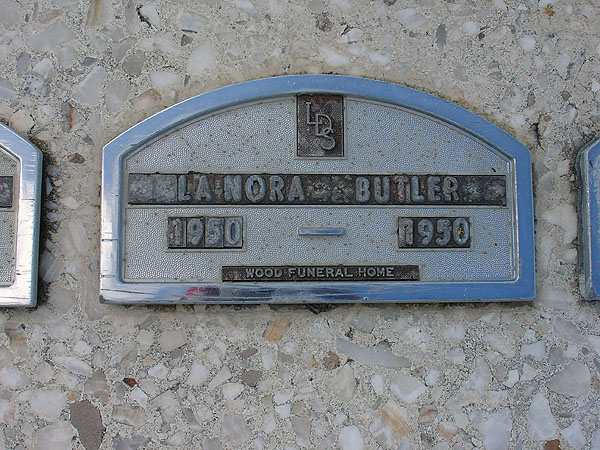 LDS
LA NORA BUTLER
1950 1950
WOOD FUNERAL HOME